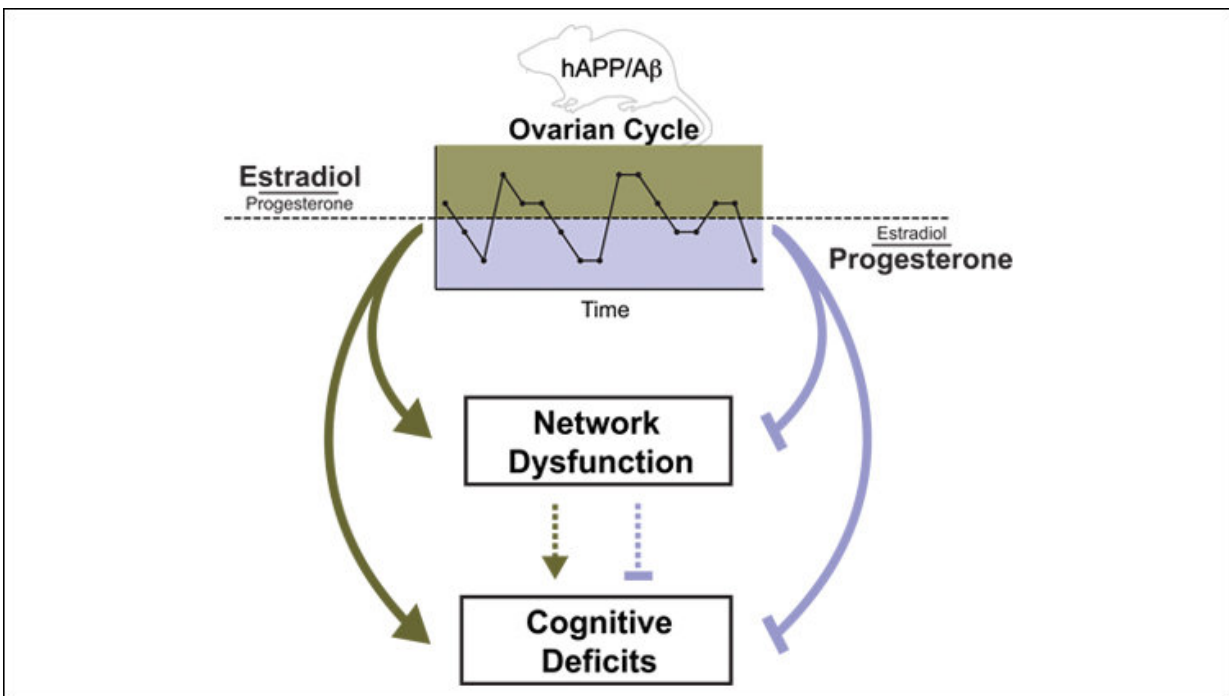 hAPP/Aβ
Ovarian Cycle
Estradiol
Progesterone
Estradiol
Progesterone
Time
Network
Dysfunction
Cognitive
Deficits